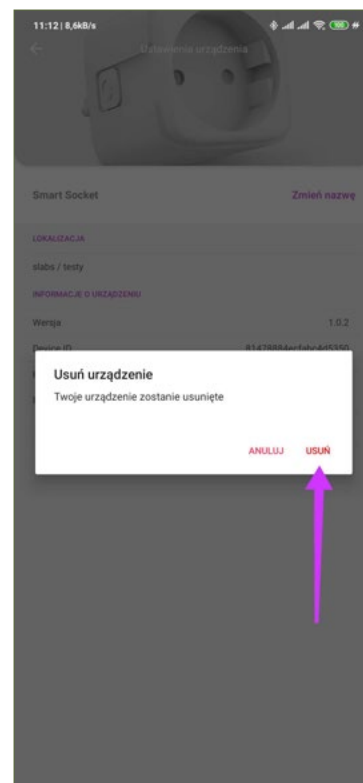 11:12 | 8,6kB/s
100
Ustawienia urządzenia
Smart Socket Zmień nazwę
LOKALIZACJA
slabs / testy
INFORMACJE O URZĄDZENIU
Wersja 1.0.2
Device ID
Usuń urządzenie
Twoje urządzenie zostanie usunięte
ANULUJ USUŃ